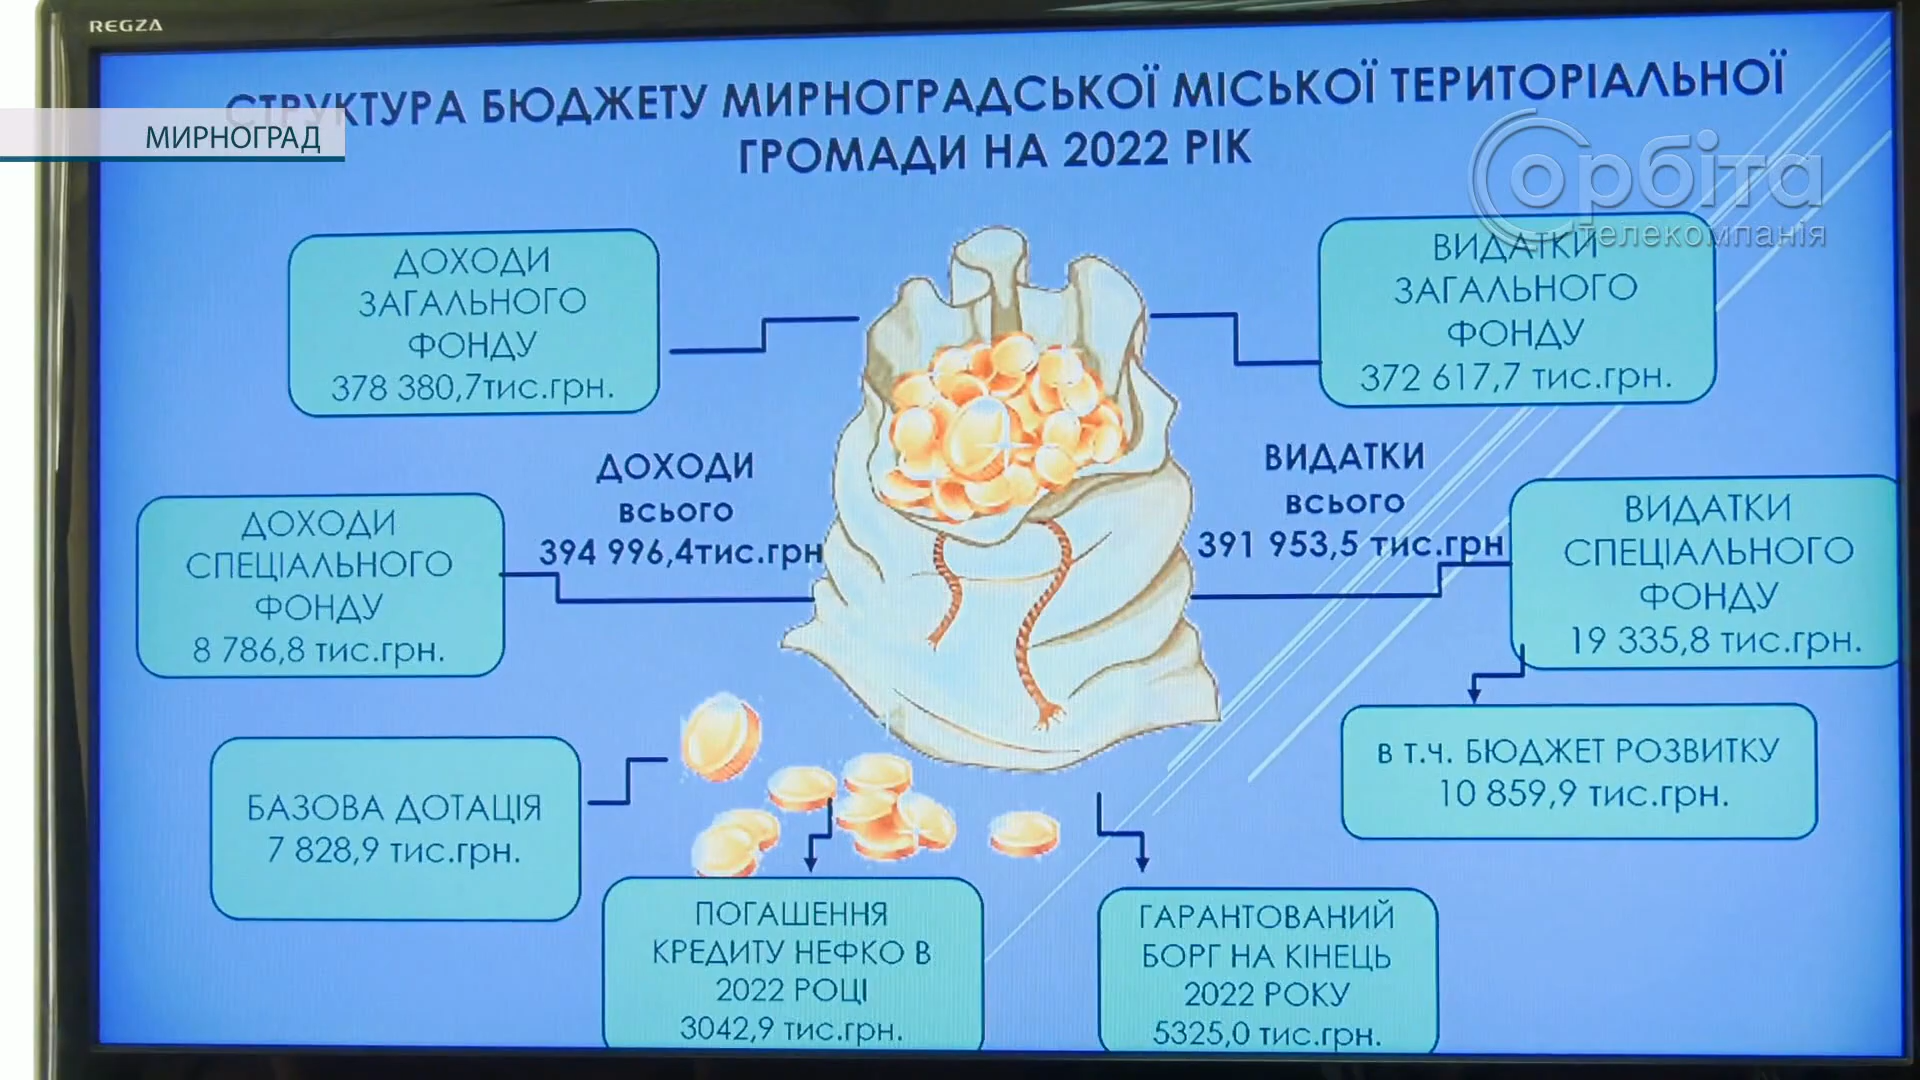 REGZA
СТРУКТУРА БЮДЖЕТУ МИРНОГРАДСЬКОЇ МІСЬКОЇ ТЕРИТОРІАЛЬНОЇ
ГРОМАДИ НА 2022 РІК
МИРНОГРАД
Орбіта
телекомпанія
ДОХОДИ
ЗАГАЛЬНОГО
ФОНДУ
378 380,7тис.грн.
ВИДАТКИ
ЗАГАЛЬНОГО
ФОНДУ
372 617,7 тис.грн.
ДОХОДИ
всього
394 996,4тис.грн
ВИДАТКИ
всього
391 953,5 тис.грн
ДОХОДИ
СПЕЦІАЛЬНОГО
ФОНДУ
8 786,8 тис.грн.
ВИДАТКИ
СПЕЦІАЛЬНОГО
ФОНДУ
19 335,8 тис.грн.
БАЗОВА ДОТАЦІЯ
7 828,9 тис.грн.
в т.ч. БЮДЖЕТ РОЗВИТКУ
10 859,9 тис.грн.
ПОГАШЕННЯ
КРЕДИТУ НЕФКО В
2022 РОЦІ
3042,9 тис.грн.
ГАРАНТОВАНИЙ
БОРГ НА КІНЕЦЬ
2022 РОКУ
5325,0 тис.грн.